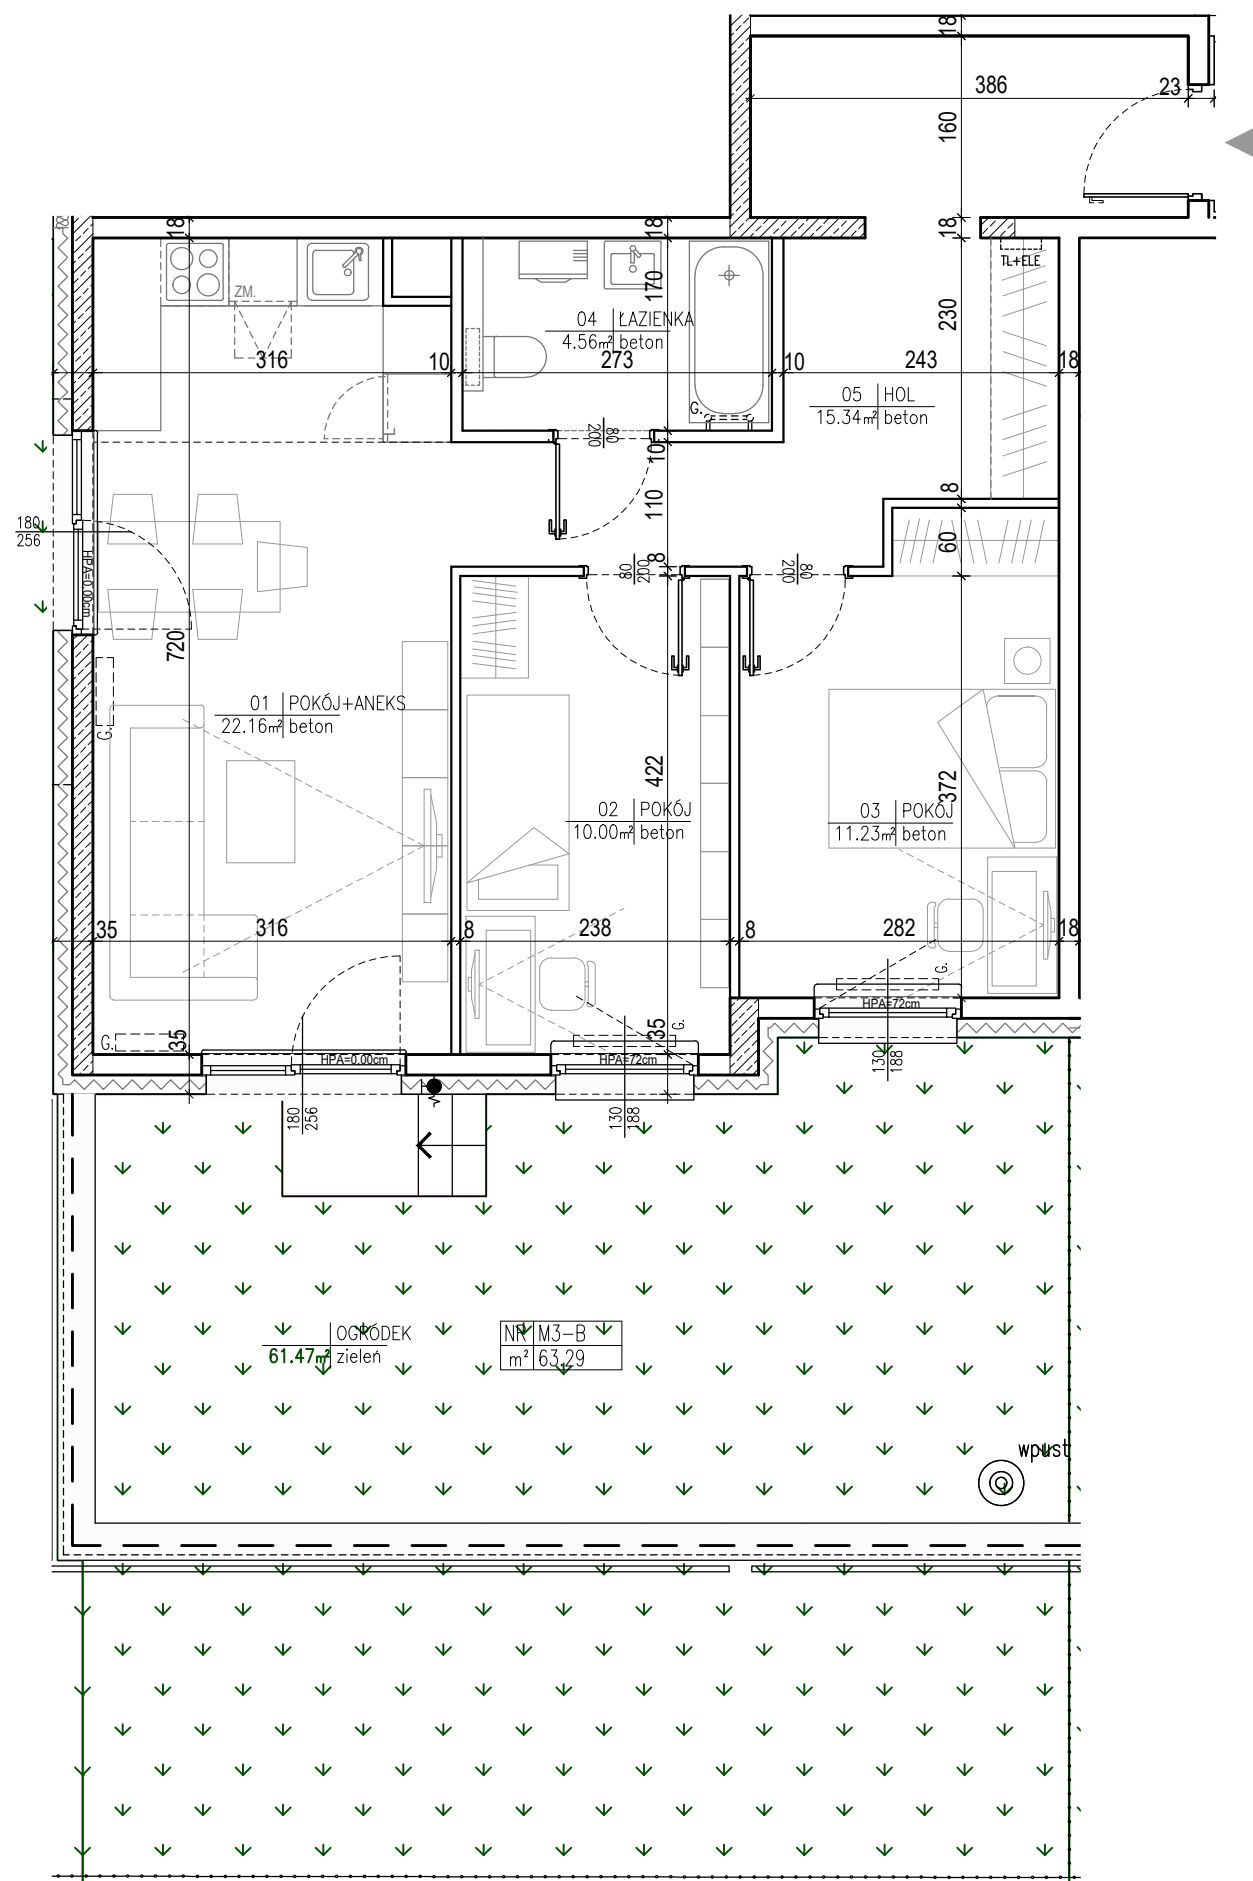 18
386
23
160
18
18
18
18
TL+ELE
ZM.
170
230
04 ŁAZIENKA
4.56m² beton
316
10
273
10
243
18
05 HOL
15.34m² beton
G.
80
200
10
110
8
180
256
HPA=0.00cm
8
60
80
200
80
200
720
01 POKÓJ+ANEKS
22.16m² beton
G.
422
372
02 POKÓJ
10.00m² beton
03 POKÓJ
11.23m² beton
35
316
8
238
8
282
18
G.
HPA=72cm
35
G.
35
G.
HPA=0.00cm
HPA=72cm
130
188
180
256
130
188
OGRÓDEK
61.47m² zieleń
NR M3-B
m² 63.29
wpust